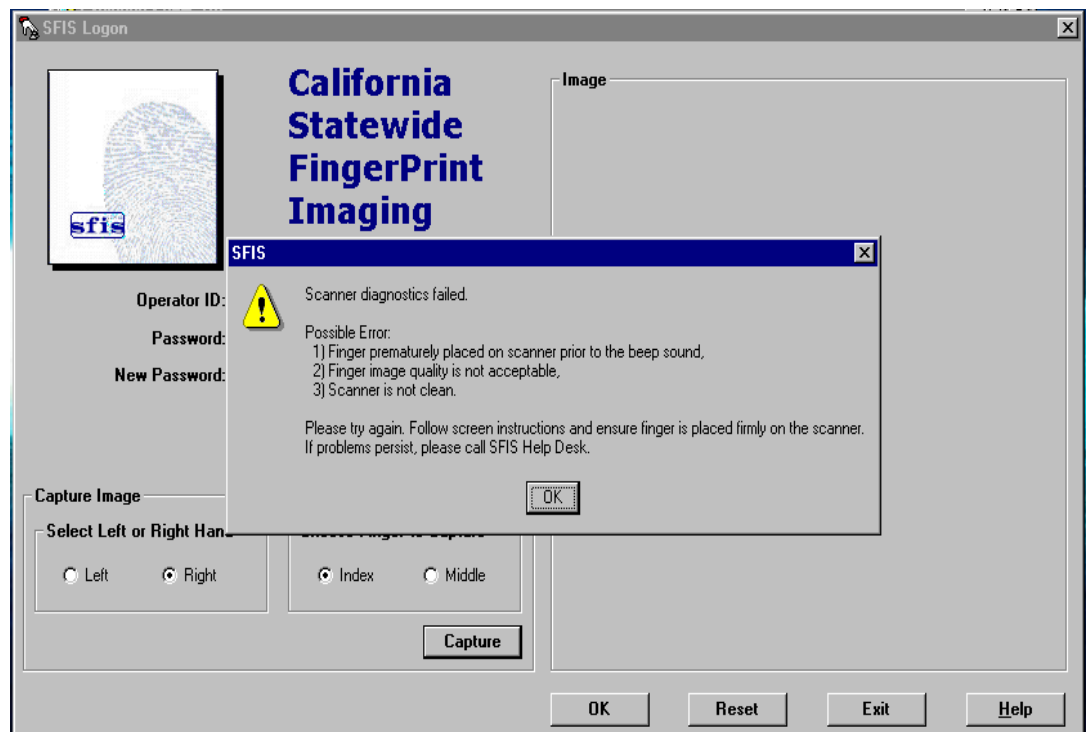 SFIS Logon
California
Statewide
FingerPrint
Imaging
sfis
Image
Operator ID:
Password:
New Password:
SFIS
Scanner diagnostics failed.
Possible Error:
1) Finger prematurely placed on scanner prior to the beep sound,
2) Finger image quality is not acceptable,
3) Scanner is not clean.
Please try again. Follow screen instructions and ensure finger is placed firmly on the scanner.
If problems persist, please call SFIS Help Desk.
OK
Capture Image
Select Left or Right Hand
Left
Right
Index
Middle
Capture
OK
Reset
Exit
Help